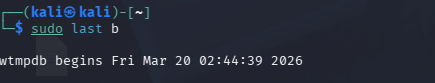 ┌──(kali㉿kali)-[~]
└─$ sudo last b
wtmpdb begins Fri Mar 20 02:44:39 2026